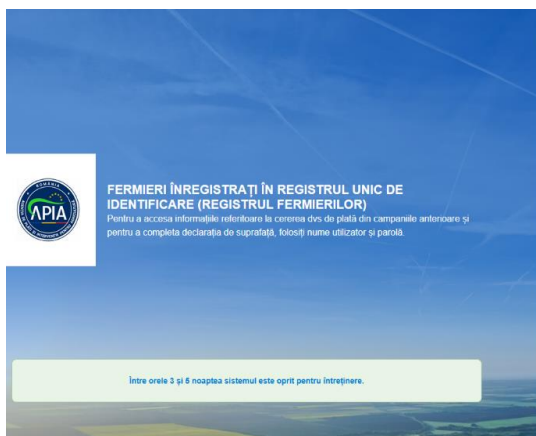 ROMANIA
APIA
FERMIERI ÎNREGISTRAȚI ÎN REGISTRUL UNIC DE
IDENTIFICARE (REGISTRUL FERMIERILOR)
Pentru a accesa informațiile referitoare la cererea dvs de plată din campaniile anterioare și
pentru a completa declarația de suprafață, folosiți nume utilizator și parolă.
Între orele 3 și 5 noaptea sistemul este oprit pentru întreținere.